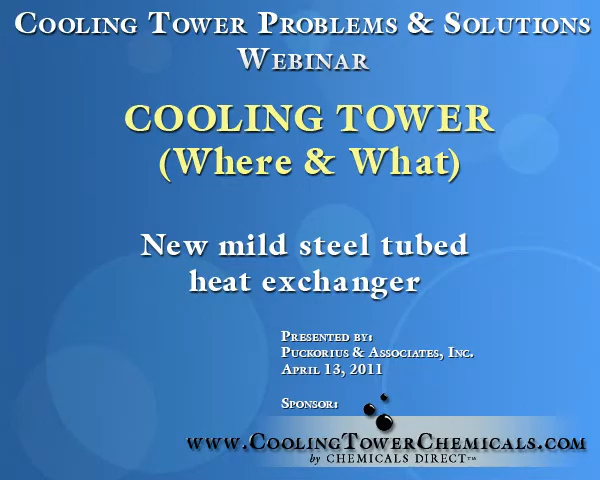 Cooling Tower Problems & Solutions
Webinar
COOLING TOWER
(Where & What)
New mild steel tubed
heat exchanger
Presented by:
Puckorius & Associates, Inc.
April 13, 2011
Sponsor:
www.CoolingTowerChemicals.com
by Chemicals Direct™